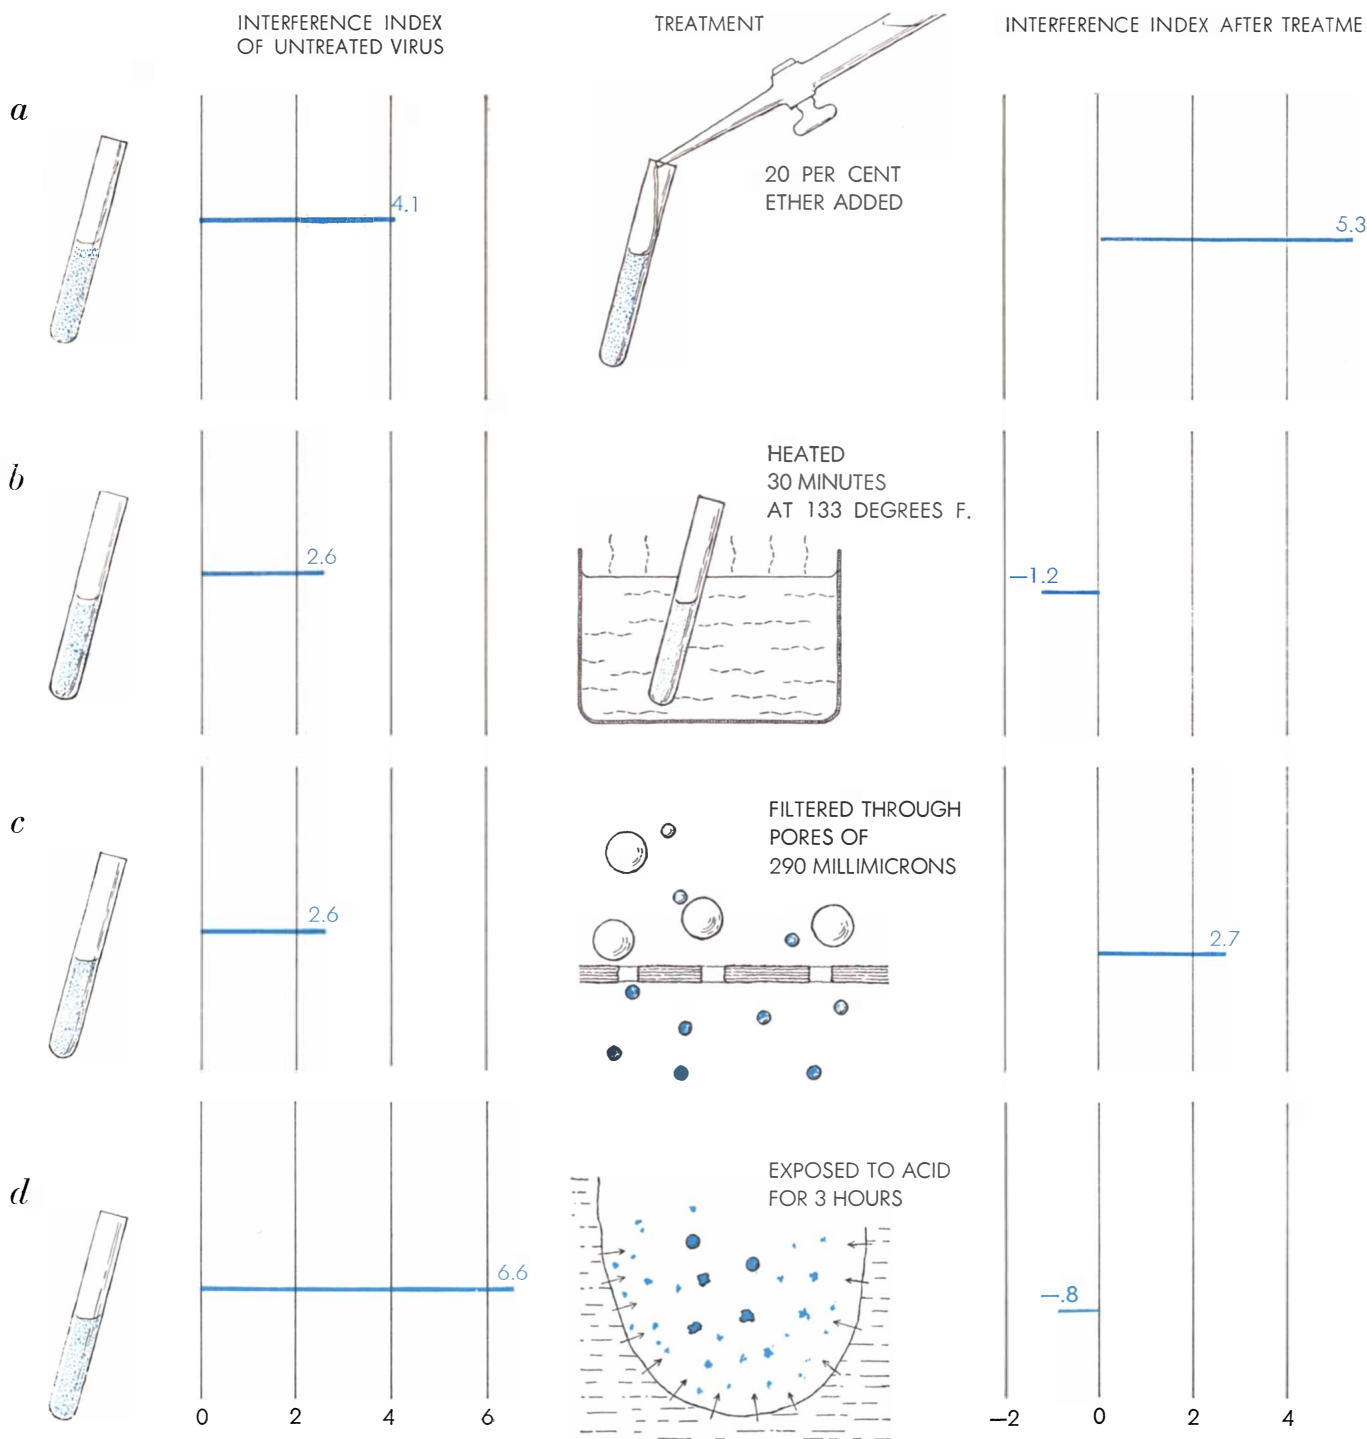 INTERFERENCE INDEX
OF UNTREATED VIRUS
TREATMENT
INTERFERENCE INDEX AFTER TREATME
a
4.1
20 PER CENT
ETHER ADDED
5.3
b
2.6
HEATED
30 MINUTES
AT 133 DEGREES F.
—1.2
c
2.6
FILTERED THROUGH
PORES OF
290 MILLIMICRONS
2.7
d
6.6
EXPOSED TO ACID
FOR 3 HOURS
—.8
0 2 4 6
—2 0 2 4